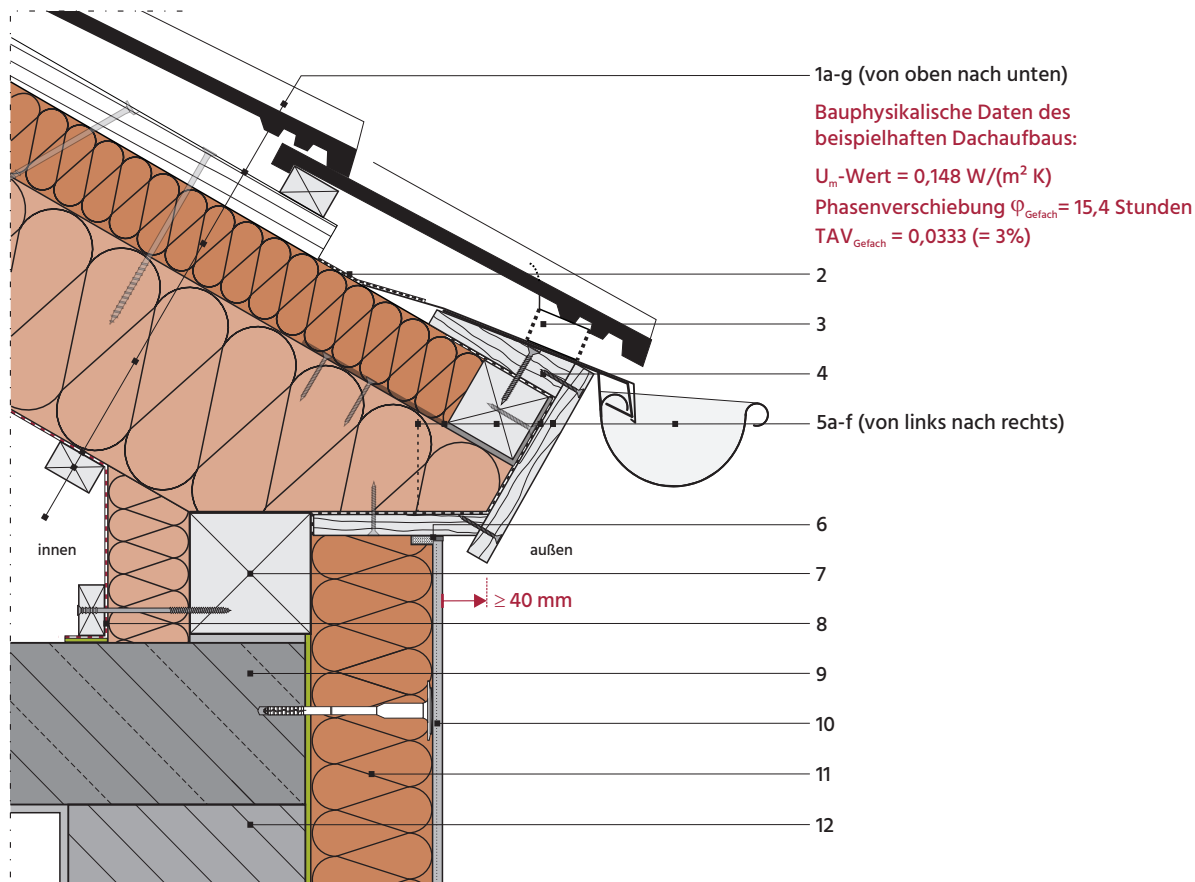 1a-g (von oben nach unten)
Bauphysikalische Daten des
beispielhaften Dachaufbaus:
Uₘ-Wert = 0,148 W/(m² K)
Phasenverschiebung φGefach= 15,4 Stunden
TAVGefach = 0,0333 (= 3%)
2
3
4
5a-f (von links nach rechts)
6
innen
außen
7
≥ 40 mm
8
9
10
11
12